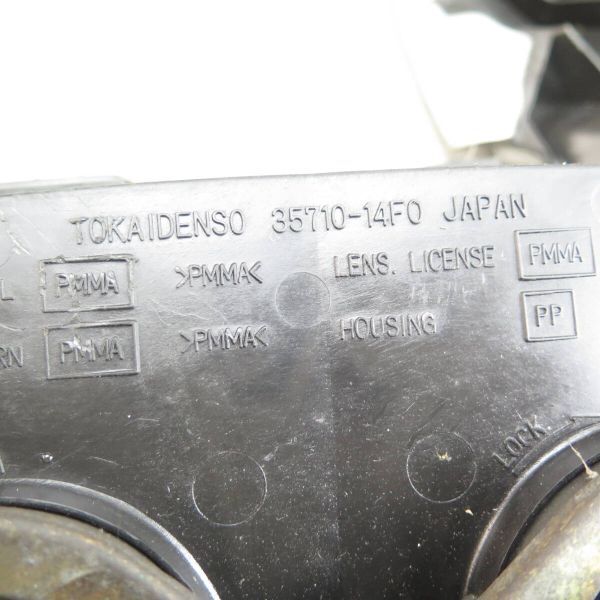 TOKAIDENSO 35710-14F0 JAPAN
L PMMA >PMMA< LENS. LICENSE PMMA
RN PMMA >PMMA< HOUSING PP
LOCK